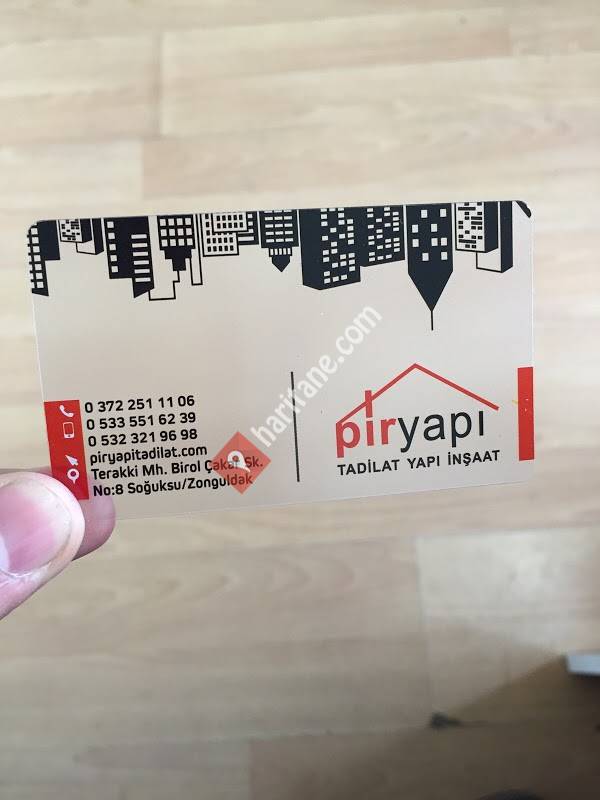 0 372 251 11 06
0 533 551 62 39
0 532 321 96 98
piryapitadilat.com
Terakki Mh. Birol Çakar Sk.
No:8 Soğuksu/Zonguldak
piryapı
TADİLAT YAPI İNŞAAT
haritane.com